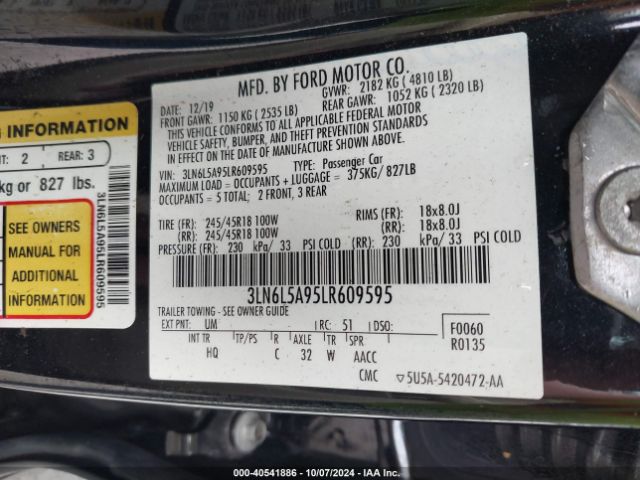 MFD. BY FORD MOTOR CO.
DATE: 12/19 GVWR: 2182 KG ( 4810 LB)
FRONT GAWR: 1150 KG ( 2535 LB) REAR GAWR: 1052 KG ( 2320 LB)
THIS VEHICLE CONFORMS TO ALL APPLICABLE FEDERAL MOTOR
VEHICLE SAFETY, BUMPER, AND THEFT PREVENTION STANDARDS
IN EFFECT ON THE DATE OF MANUFACTURE SHOWN ABOVE.
VIN: 3LN6L5A95LR609595 TYPE: Passenger Car
MAXIMUM LOAD = OCCUPANTS + LUGGAGE = 375KG/ 827LB
OCCUPANTS = 5 TOTAL: 2 FRONT, 3 REAR
TIRE (FR): 245/45R18 100W RIMS (FR): 18x8.0J
(RR): 245/45R18 100W (RR): 18x8.0J
PRESSURE (FR): 230 kPa/ 33 PSI COLD (RR): 230 kPa/ 33 PSI COLD
3LN6L5A95LR609595
TRAILER TOWING - SEE OWNER GUIDE
EXT PNT: UM RC: 51 DSO: F0060
INT TR TP/PS R AXLE TR SPR R0135
HQ C 32 W AACC
CMC 5U5A-5420472-AA
INFORMATION
2 REAR: 3
kg or 827 lbs.
SEE OWNERS
MANUAL FOR
ADDITIONAL
INFORMATION
3LN6L5A95LR609595
000-40541886 - 10/07/2024 - IAA Inc.